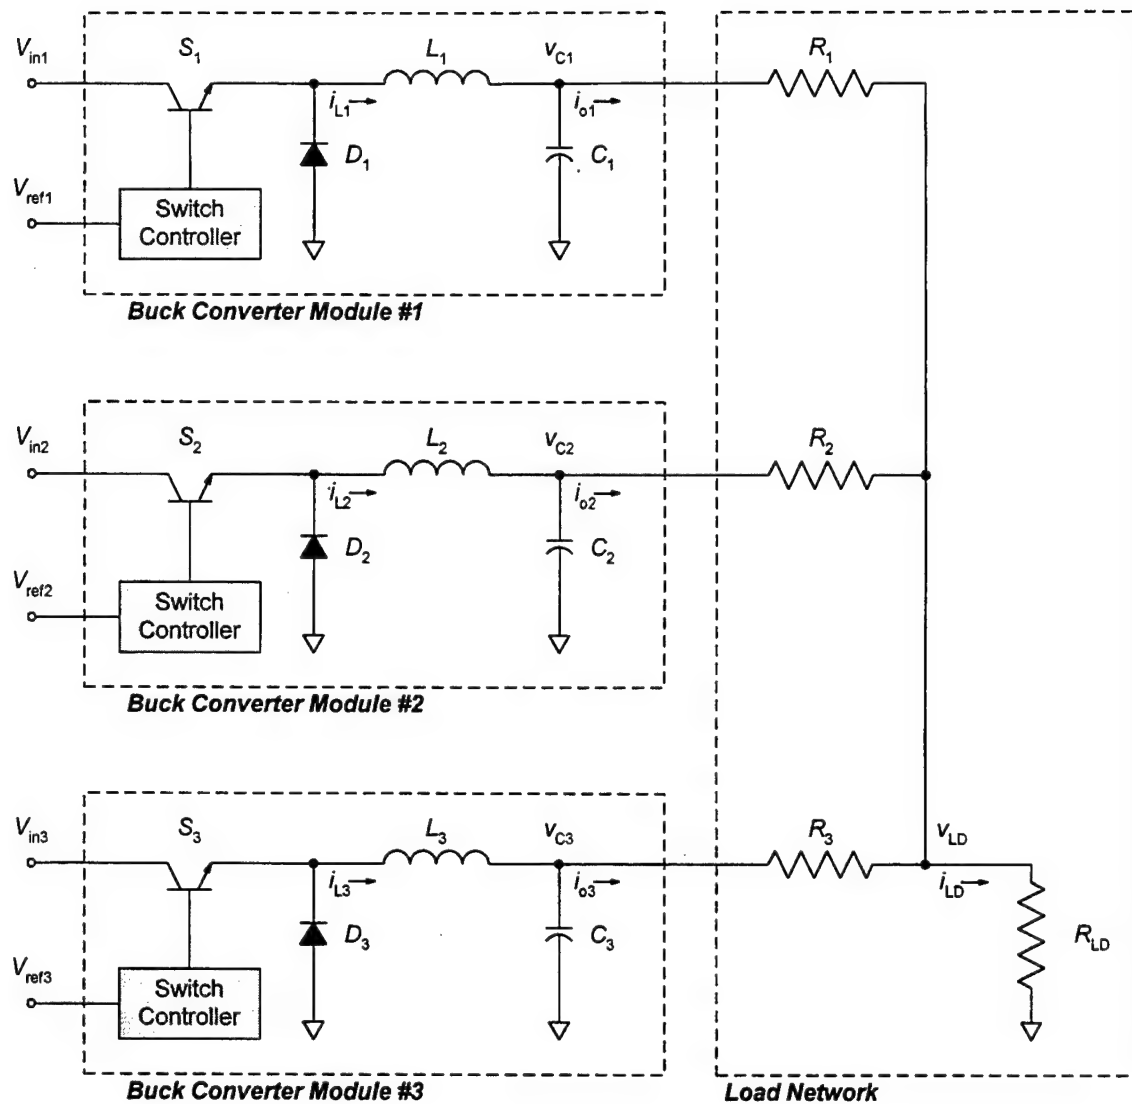 V_in1
S_1
L_1
v_C1
R_1
i_L1
i_o1
D_1
C_1
V_ref1
Switch
Controller
Buck Converter Module #1
V_in2
S_2
L_2
v_C2
R_2
i_L2
i_o2
D_2
C_2
V_ref2
Switch
Controller
Buck Converter Module #2
V_in3
S_3
L_3
v_C3
R_3
v_LD
i_L3
i_o3
i_LD
D_3
C_3
R_LD
V_ref3
Switch
Controller
Buck Converter Module #3
Load Network